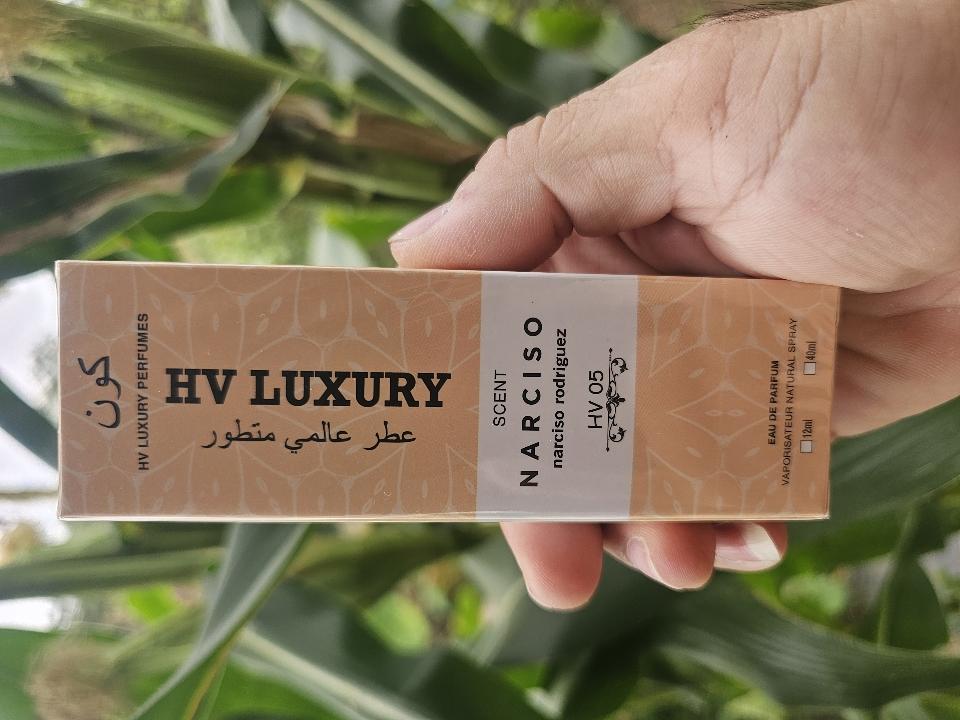 كون
HV LUXURY PERFUMES
HV LUXURY
عطر عالمي متطور
SCENT
NARCISO
narciso rodriguez
HV 05
EAU DE PARFUM
VAPORISATEUR NATURAL SPRAY
12ml 40ml